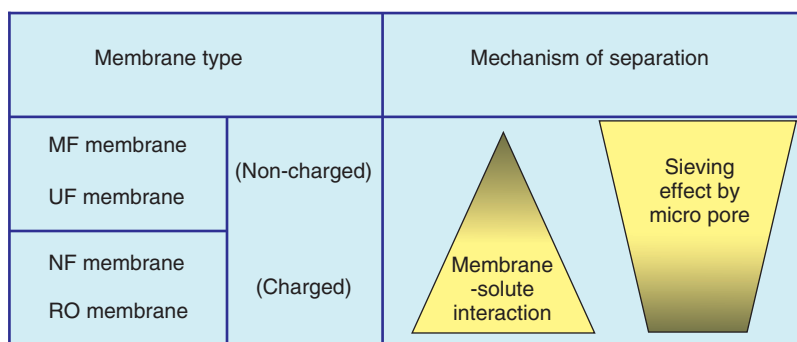 Membrane type
Mechanism of separation
MF membrane
UF membrane
(Non-charged)
NF membrane
RO membrane
(Charged)
Membrane
-solute
interaction
Sieving
effect by
micro pore